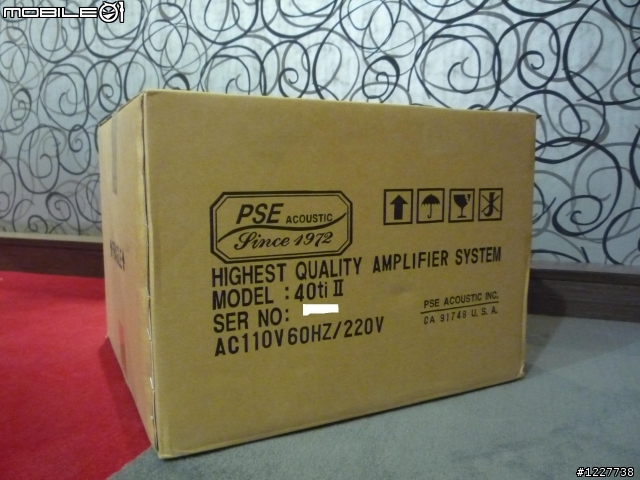 MOBILE01
PSE ACOUSTIC
Since 1972
HIGHEST QUALITY AMPLIFIER SYSTEM
MODEL : 40ti II
SER NO:
AC110V60HZ/220V
PSE ACOUSTIC INC.
CA 91748 U.S.A.
#1227738